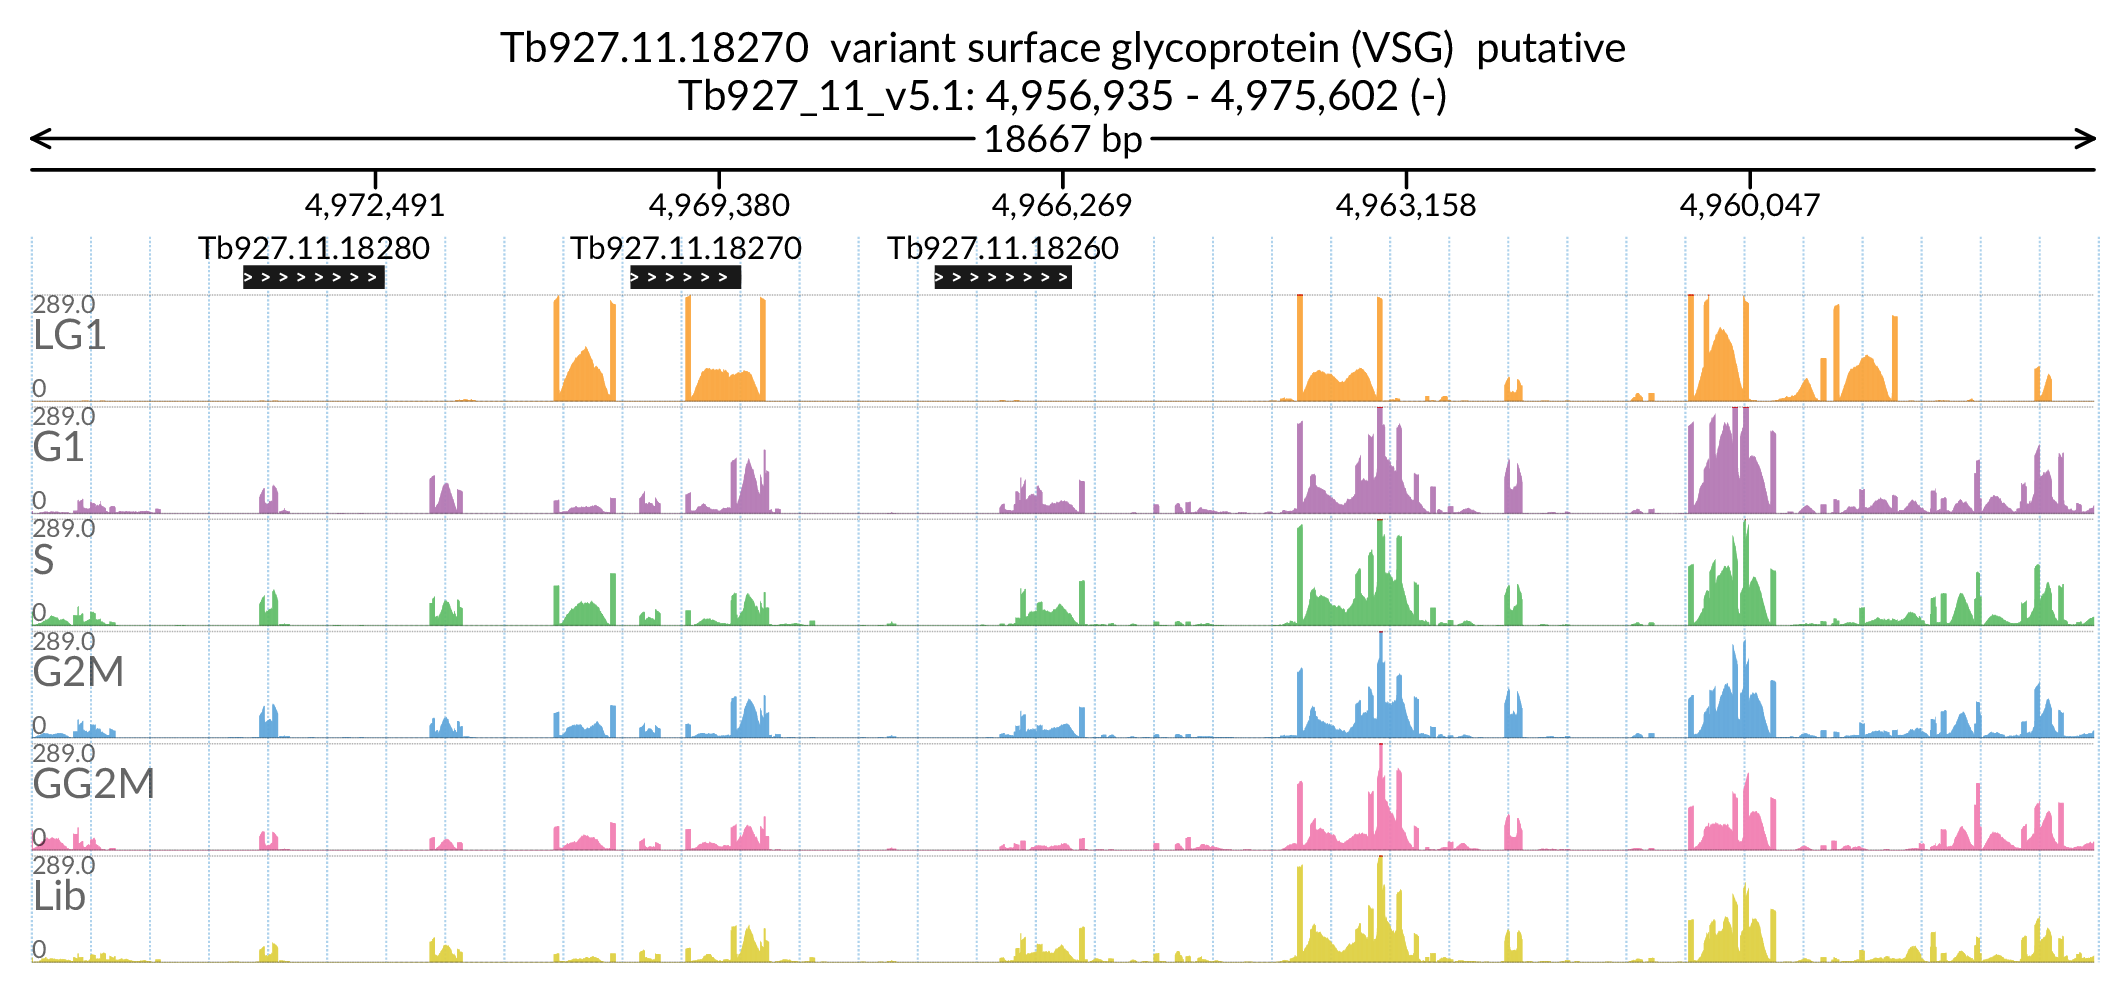 Tb927.11.18270 variant surface glycoprotein (VSG) putative
Tb927_11_v5.1: 4,956,935 - 4,975,602 (-)
18667 bp
4,972,491 4,969,380 4,966,269 4,963,158 4,960,047
Tb927.11.18280 Tb927.11.18270 Tb927.11.18260
289.0
LG1
0
289.0
G1
0
289.0
S
0
289.0
G2M
0
289.0
GG2M
0
289.0
Lib
0